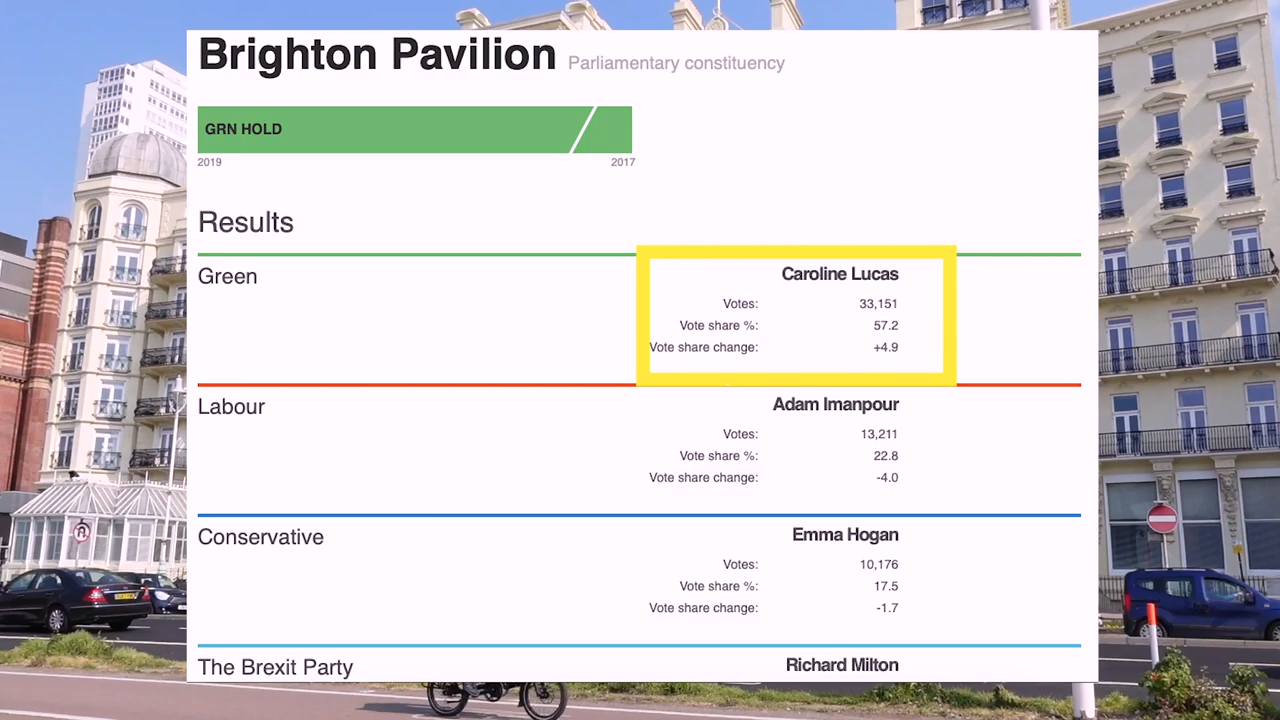 Brighton Pavilion Parliamentary constituency
GRN HOLD
2019 2017
Results
Green Caroline Lucas
Votes: 33,151
Vote share %: 57.2
Vote share change: +4.9
Labour Adam Imanpour
Votes: 13,211
Vote share %: 22.8
Vote share change: -4.0
Conservative Emma Hogan
Votes: 10,176
Vote share %: 17.5
Vote share change: -1.7
The Brexit Party Richard Milton